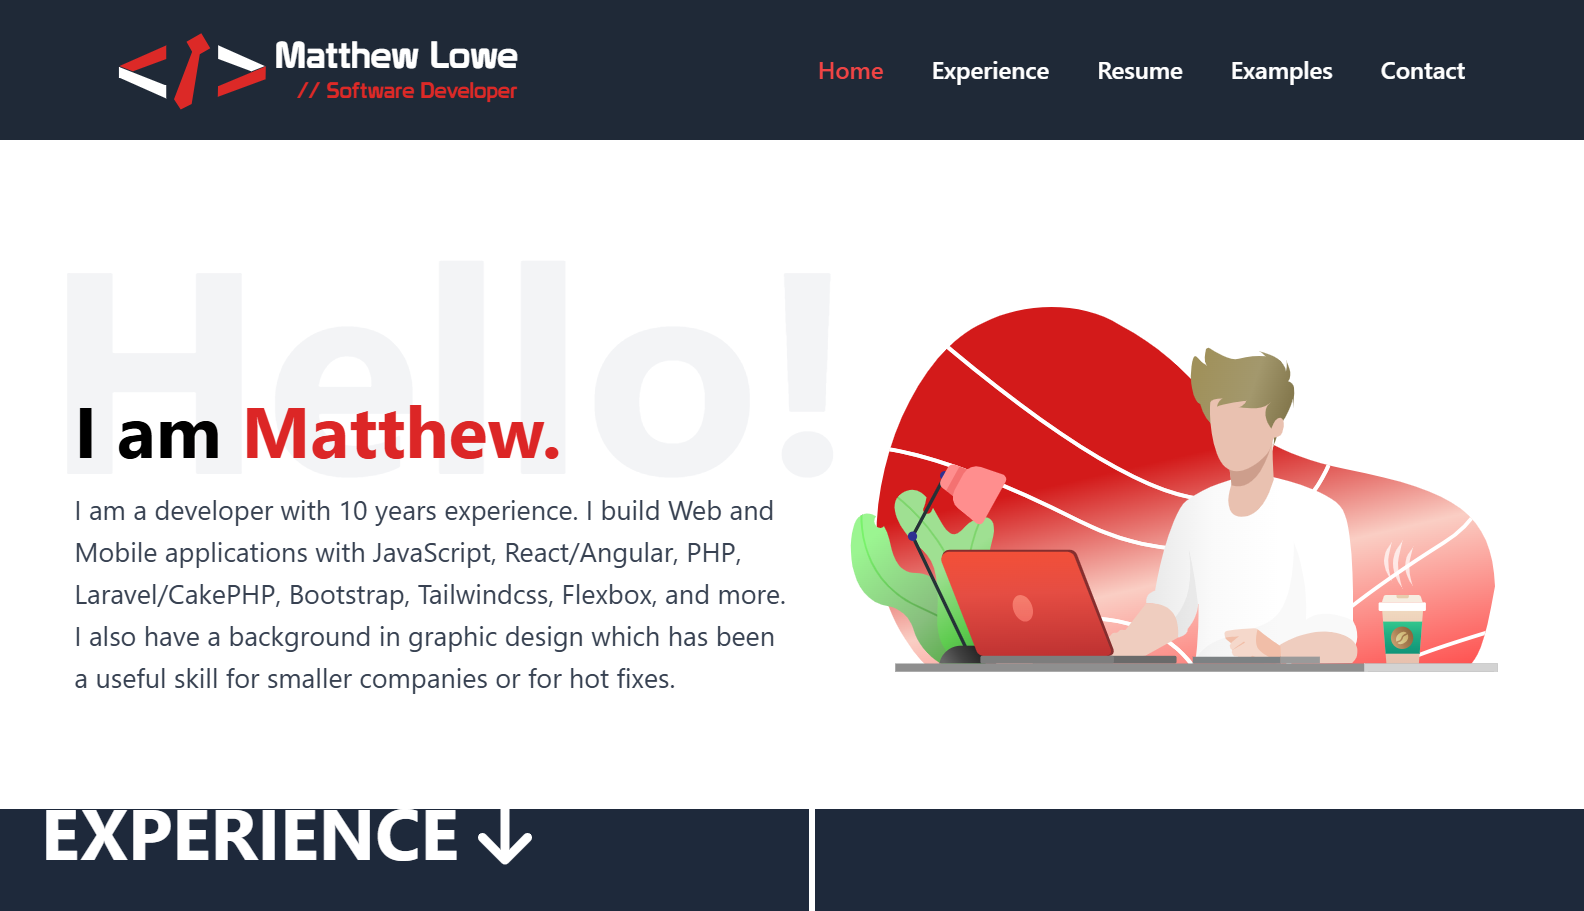 Matthew Lowe
// Software Developer
Home Experience Resume Examples Contact
Hello!
I am Matthew.
I am a developer with 10 years experience. I build Web and
Mobile applications with JavaScript, React/Angular, PHP,
Laravel/CakePHP, Bootstrap, Tailwindcss, Flexbox, and more.
I also have a background in graphic design which has been
a useful skill for smaller companies or for hot fixes.
EXPERIENCE